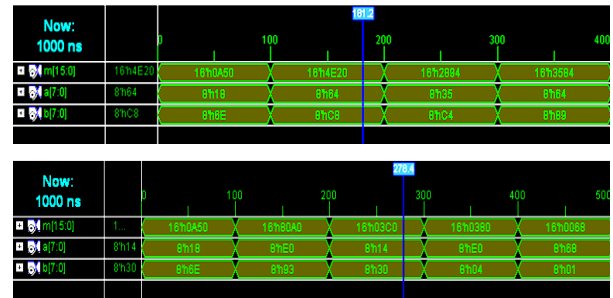 181.2
Now:
1000 ns
0 100 200 300 400
m[15:0] 16'h4E20 16'h0A50 16'h4E20 16'h2894 16'h3584
a[7:0] 8'h64 8'h18 8'h64 8'h35 8'h64
b[7:0] 8'hC8 8'h6E 8'hC8 8'hC4 8'h89
278.4
Now:
1000 ns
0 100 200 300 400 500
m[15:0] 1... 16'h0A50 16'h80A0 16'h03C0 16'h0380 16'h0068
a[7:0] 8'h14 8'h18 8'hE0 8'h14 8'hE0 8'h68
b[7:0] 8'h30 8'h6E 8'h93 8'h30 8'h04 8'h01